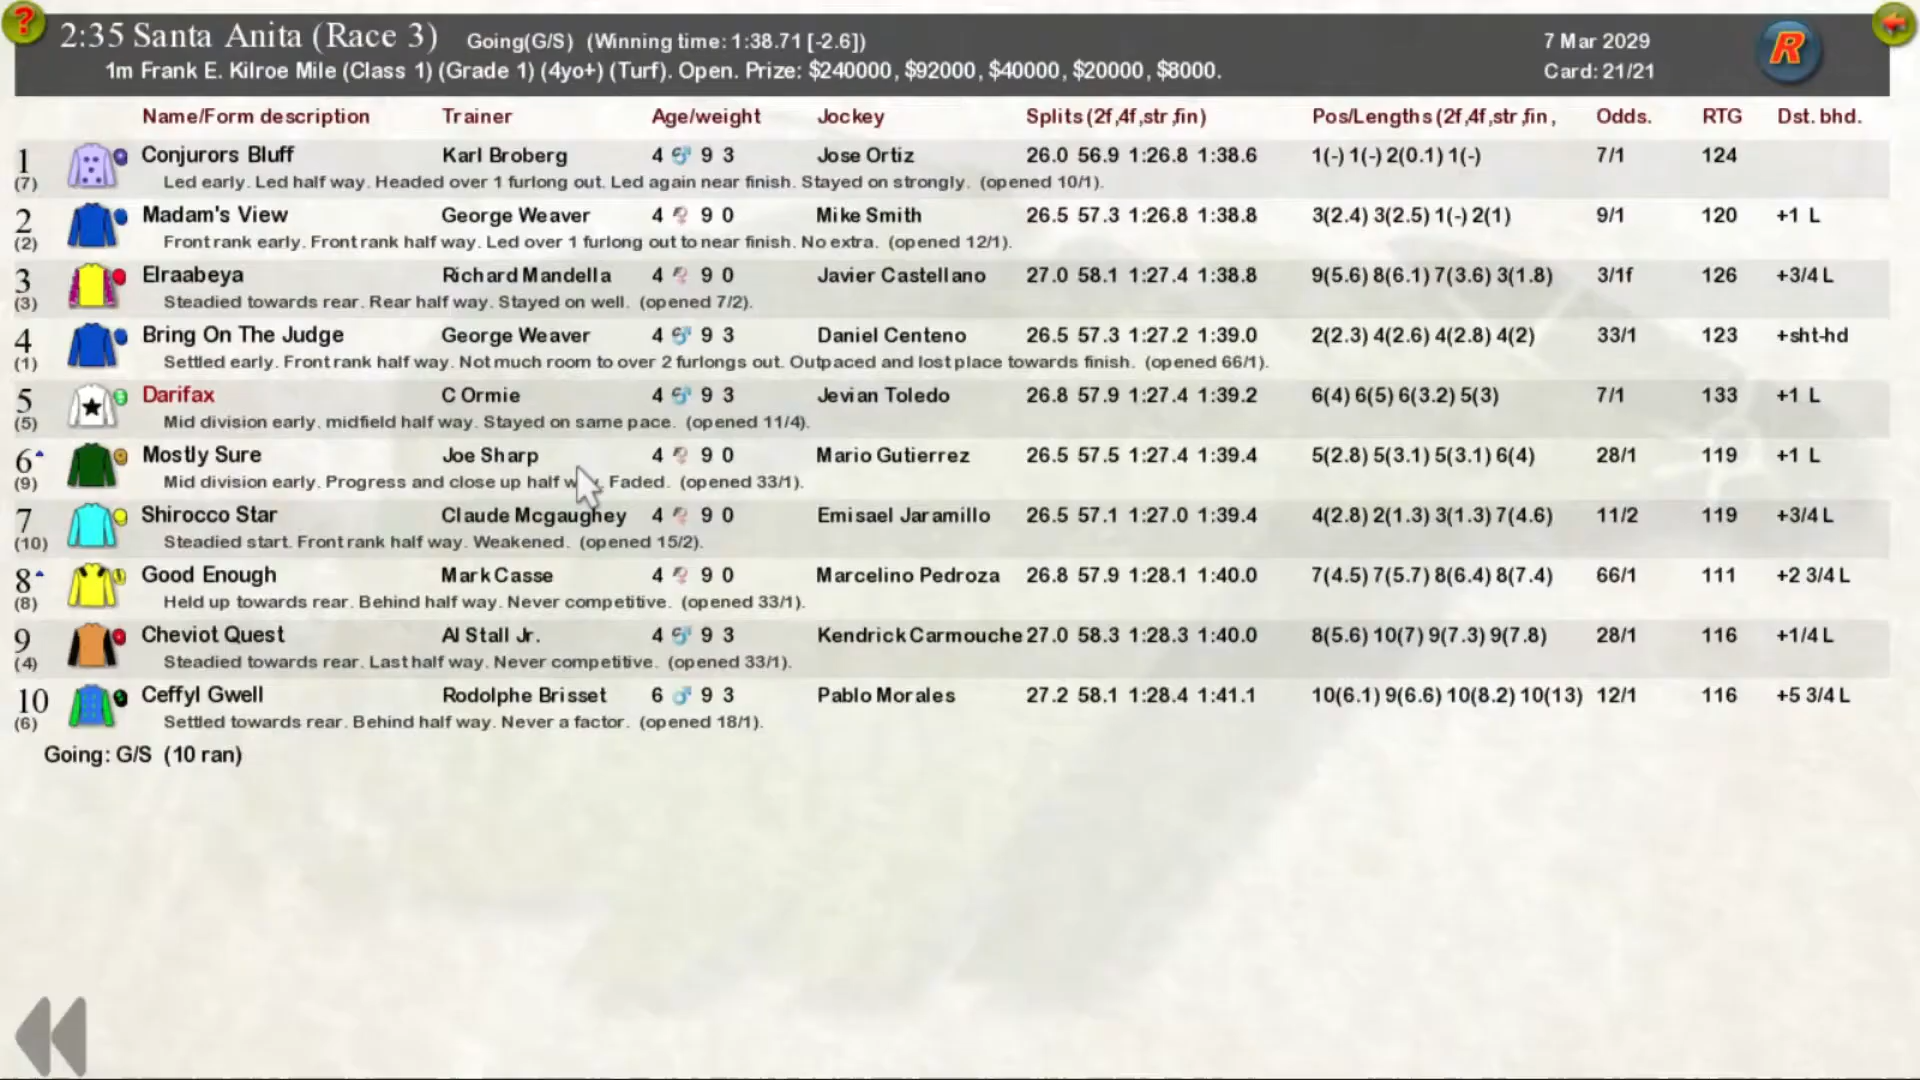 ?
2:35 Santa Anita (Race 3) Going(G/S) (Winning time: 1:38.71 [-2.6]) 7 Mar 2029
1m Frank E. Kilroe Mile (Class 1) (Grade 1) (4yo+) (Turf). Open. Prize: $240000, $92000, $40000, $20000, $8000. Card: 21/21
R
Name/Form description Trainer Age/weight Jockey Splits (2f,4f,str,fin) Pos/Lengths (2f,4f,str,fin, Odds. RTG Dst. bhd.
1 Conjurors Bluff Karl Broberg 4 9 3 Jose Ortiz 26.0 56.9 1:26.8 1:38.6 1(-) 1(-) 2(0.1) 1(-) 7/1 124
(7) Led early. Led half way. Headed over 1 furlong out. Led again near finish. Stayed on strongly. (opened 10/1).
2 Madam's View George Weaver 4 9 0 Mike Smith 26.5 57.3 1:26.8 1:38.8 3(2.4) 3(2.5) 1(-) 2(1) 9/1 120 +1 L
(2) Front rank early. Front rank half way. Led over 1 furlong out to near finish. No extra. (opened 12/1).
3 Elraabeya Richard Mandella 4 9 0 Javier Castellano 27.0 58.1 1:27.4 1:38.8 9(5.6) 8(6.1) 7(3.6) 3(1.8) 3/1f 126 +3/4 L
(3) Steadied towards rear. Rear half way. Stayed on well. (opened 7/2).
4 Bring On The Judge George Weaver 4 9 3 Daniel Centeno 26.5 57.3 1:27.2 1:39.0 2(2.3) 4(2.6) 4(2.8) 4(2) 33/1 123 +sht-hd
(1) Settled early. Front rank half way. Not much room to over 2 furlongs out. Outpaced and lost place towards finish. (opened 66/1).
5 Darifax C Ormie 4 9 3 Jevian Toledo 26.8 57.9 1:27.4 1:39.2 6(4) 6(5) 6(3.2) 5(3) 7/1 133 +1 L
(5) Mid division early. midfield half way. Stayed on same pace. (opened 11/4).
6 Mostly Sure Joe Sharp 4 9 0 Mario Gutierrez 26.5 57.5 1:27.4 1:39.4 5(2.8) 5(3.1) 5(3.1) 6(4) 28/1 119 +1 L
(9) Mid division early. Progress and close up half Faded. (opened 33/1).
7 Shirocco Star Claude Mcgaughey 4 9 0 Emisael Jaramillo 26.5 57.1 1:27.0 1:39.4 4(2.8) 2(1.3) 3(1.3) 7(4.6) 11/2 119 +3/4 L
(10) Steadied start. Front rank half way. Weakened. (opened 15/2).
8 Good Enough Mark Casse 4 9 0 Marcelino Pedroza 26.8 57.9 1:28.1 1:40.0 7(4.5) 7(5.7) 8(6.4) 8(7.4) 66/1 111 +2 3/4 L
(8) Held up towards rear. Behind half way. Never competitive. (opened 33/1).
9 Cheviot Quest Al Stall Jr. 4 9 3 Kendrick Carmouche 27.0 58.3 1:28.3 1:40.0 8(5.6) 10(7) 9(7.3) 9(7.8) 28/1 116 +1/4 L
(4) Steadied towards rear. Last half way. Never competitive. (opened 33/1).
10 Ceffyl Gwell Rodolphe Brisset 6 9 3 Pablo Morales 27.2 58.1 1:28.4 1:41.1 10(6.1) 9(6.6) 10(8.2) 10(13) 12/1 116 +5 3/4 L
(6) Settled towards rear. Behind half way. Never a factor. (opened 18/1).
Going: G/S (10 ran)